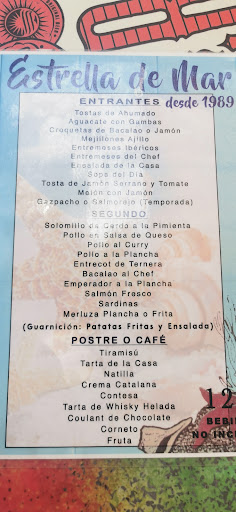 Estrella de Mar
ENTRANTES desde 1989
Tostas de Ahumado
Aguacate con Gambas
Croquetas de Bacalao o Jamón
Mejillones Ajillo
Entremeses Ibéricos
Entremeses del Chef
Ensalada de la Casa
Sopa del Día
Tosta de Jamón Serrano y Tomate
Melón con Jamón
Gazpacho o Salmorejo (Temporada)
SEGUNDO
Solomillo de Cerdo a la Pimienta
Pollo en Salsa de Queso
Pollo al Curry
Pollo a la Plancha
Entrecot de Ternera
Bacalao al Chef
Emperador a la Plancha
Salmón Fresco
Sardinas
Merluza Plancha o Frita
(Guarnición: Patatas Fritas y Ensalada)
POSTRE O CAFÉ
Tiramisú
Tarta de la Casa
Natilla
Crema Catalana
Contesa
Tarta de Whisky Helada
Coulant de Chocolate
Corneto
Fruta
12
BEBI
NO INC